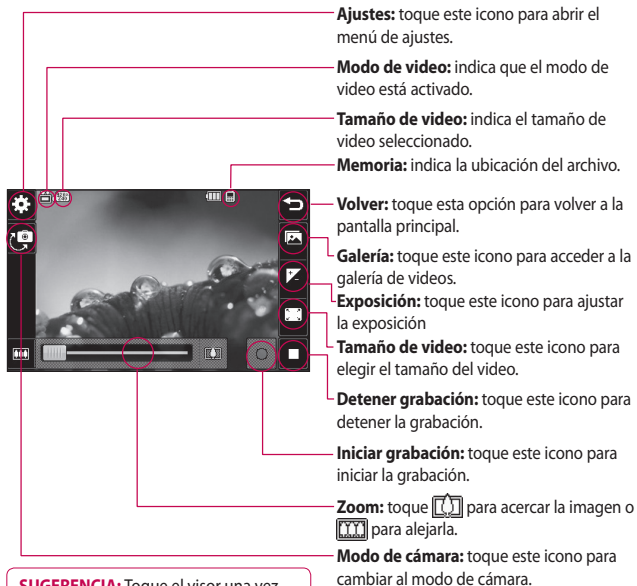 Ajustes: toque este icono para abrir el
menú de ajustes.
Modo de video: indica que el modo de
video está activado.
Tamaño de video: indica el tamaño de
video seleccionado.
Memoria: indica la ubicación del archivo.
Volver: toque esta opción para volver a la
pantalla principal.
Galería: toque este icono para acceder a la
galería de videos.
Exposición: toque este icono para ajustar
la exposición
Tamaño de video: toque este icono para
elegir el tamaño del video.
Detener grabación: toque este icono para
detener la grabación.
Iniciar grabación: toque este icono para
iniciar la grabación.
Zoom: toque para acercar la imagen o
para alejarla.
Modo de cámara: toque este icono para
cambiar al modo de cámara.
SUGERENCIA: Toque el visor una vez